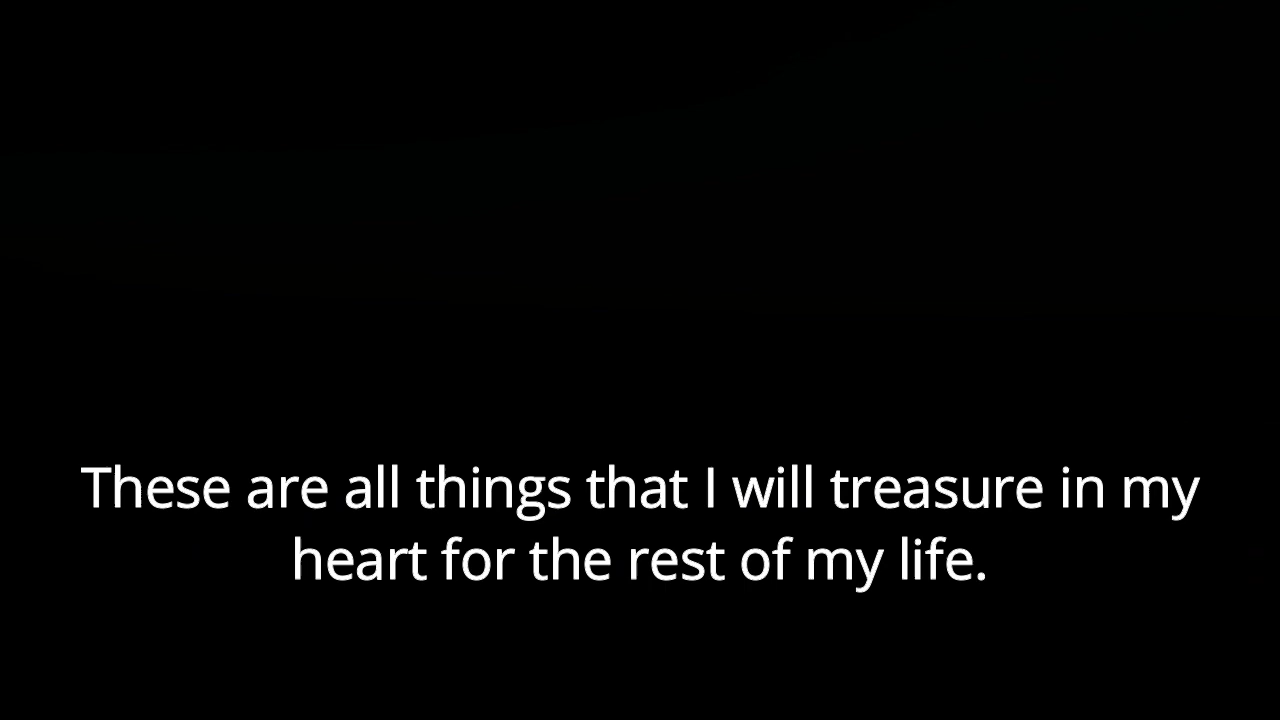 These are all things that I will treasure in my
heart for the rest of my life.